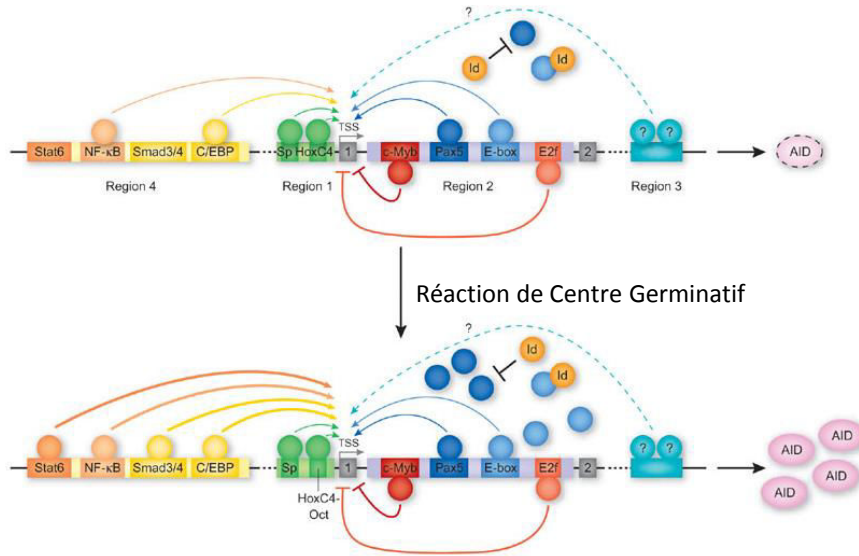 ?
Id
Id
TSS
? ?
Stat6 NF-κB Smad3/4 C/EBP Sp HoxC4 1 c-Myb Pax5 E-box E2f 2 AID
Region 4 Region 1 Region 2 Region 3
Réaction de Centre Germinatif
?
Id
Id
TSS
? ?
AID AID
Stat6 NF-κB Smad3/4 C/EBP Sp 1 c-Myb Pax5 E-box E2f 2
AID AID
HoxC4-
Oct